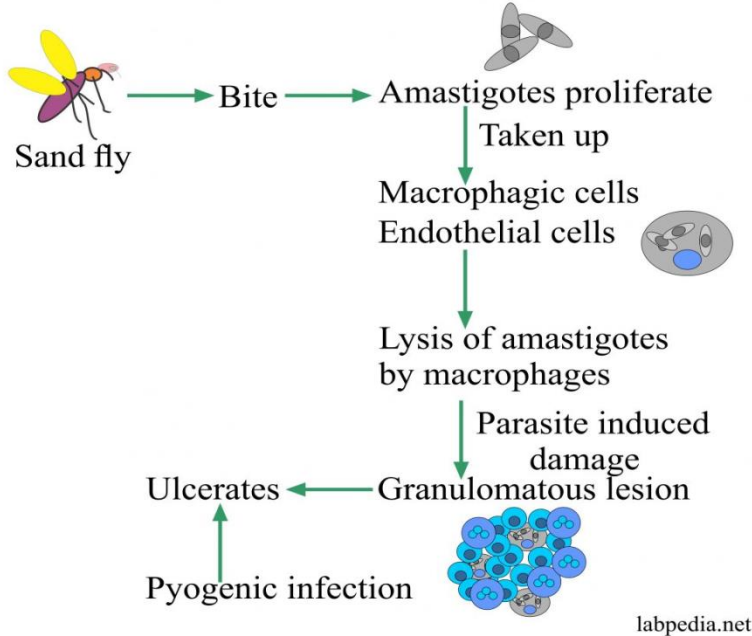 Sand fly
Bite
Amastigotes proliferate
Taken up
Macrophagic cells
Endothelial cells
Lysis of amastigotes
by macrophages
Parasite induced
damage
Granulomatous lesion
Ulcerates
Pyogenic infection
labpedia.net